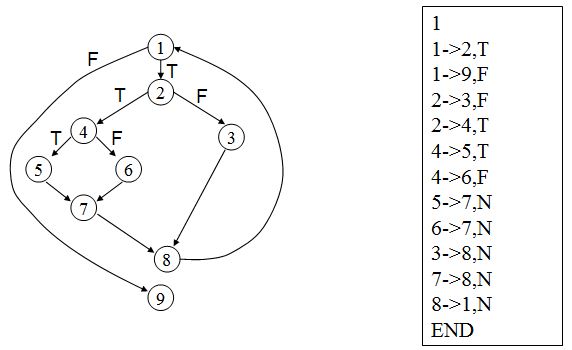 1
F
T
2
T
F
4
3
T
F
5
6
7
8
9
1
1->2,T
1->9,F
2->3,F
2->4,T
4->5,T
4->6,F
5->7,N
6->7,N
3->8,N
7->8,N
8->1,N
END